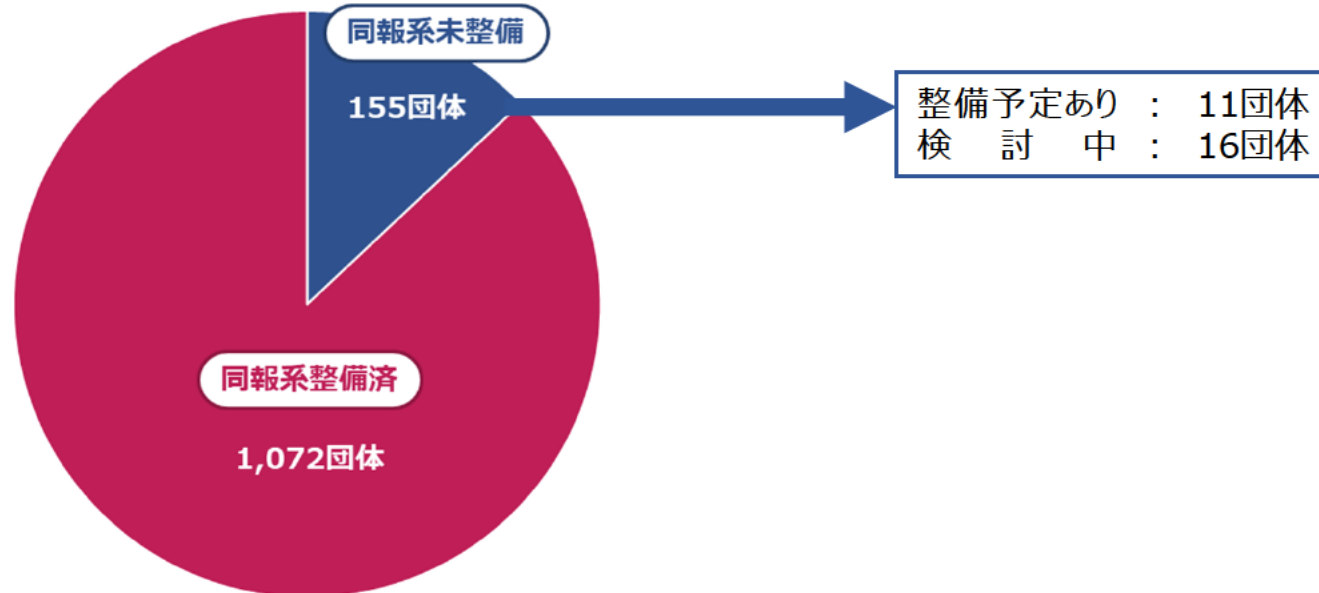 同報系未整備
155団体
整備予定あり : 11団体
検 討 中 : 16団体
同報系整備済
1,072団体